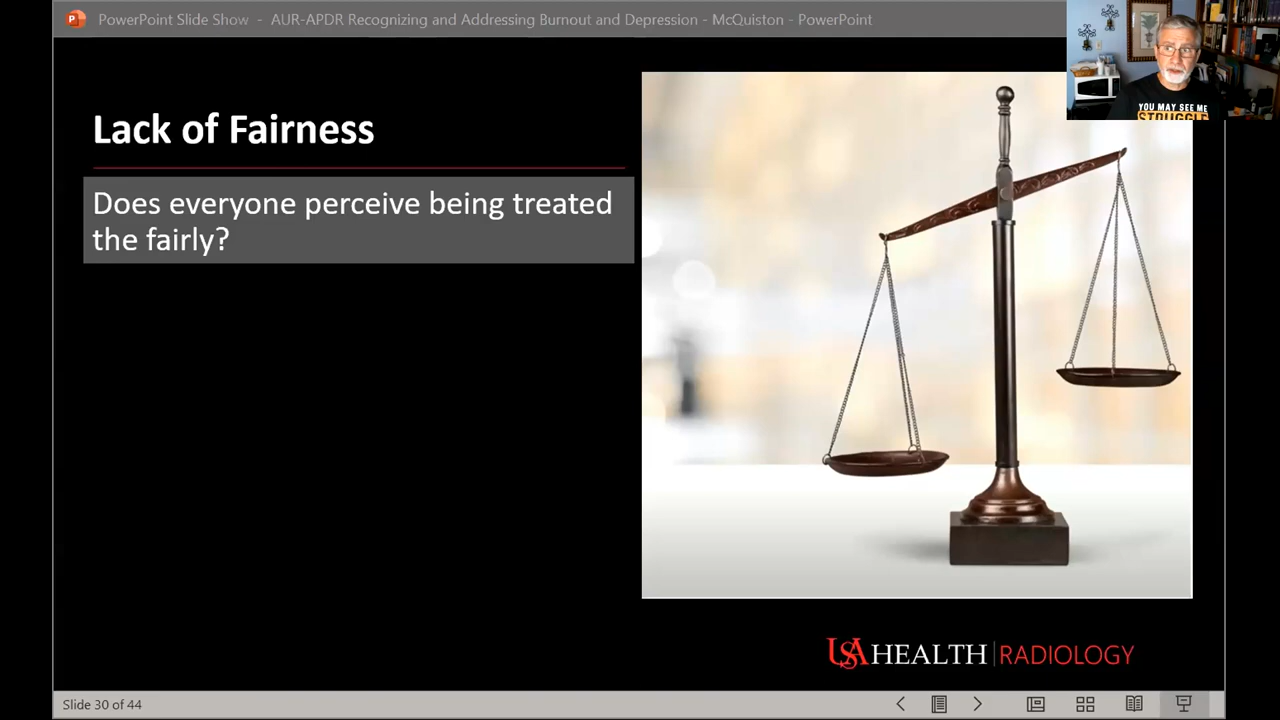 PowerPoint Slide Show - AUR-APDR Recognizing and Addressing Burnout and Depression - McQuiston - PowerPoint
YOU MAY SEE ME
STRUGGLE
Lack of Fairness
Does everyone perceive being treated
the fairly?
USA HEALTH | RADIOLOGY
Slide 30 of 44